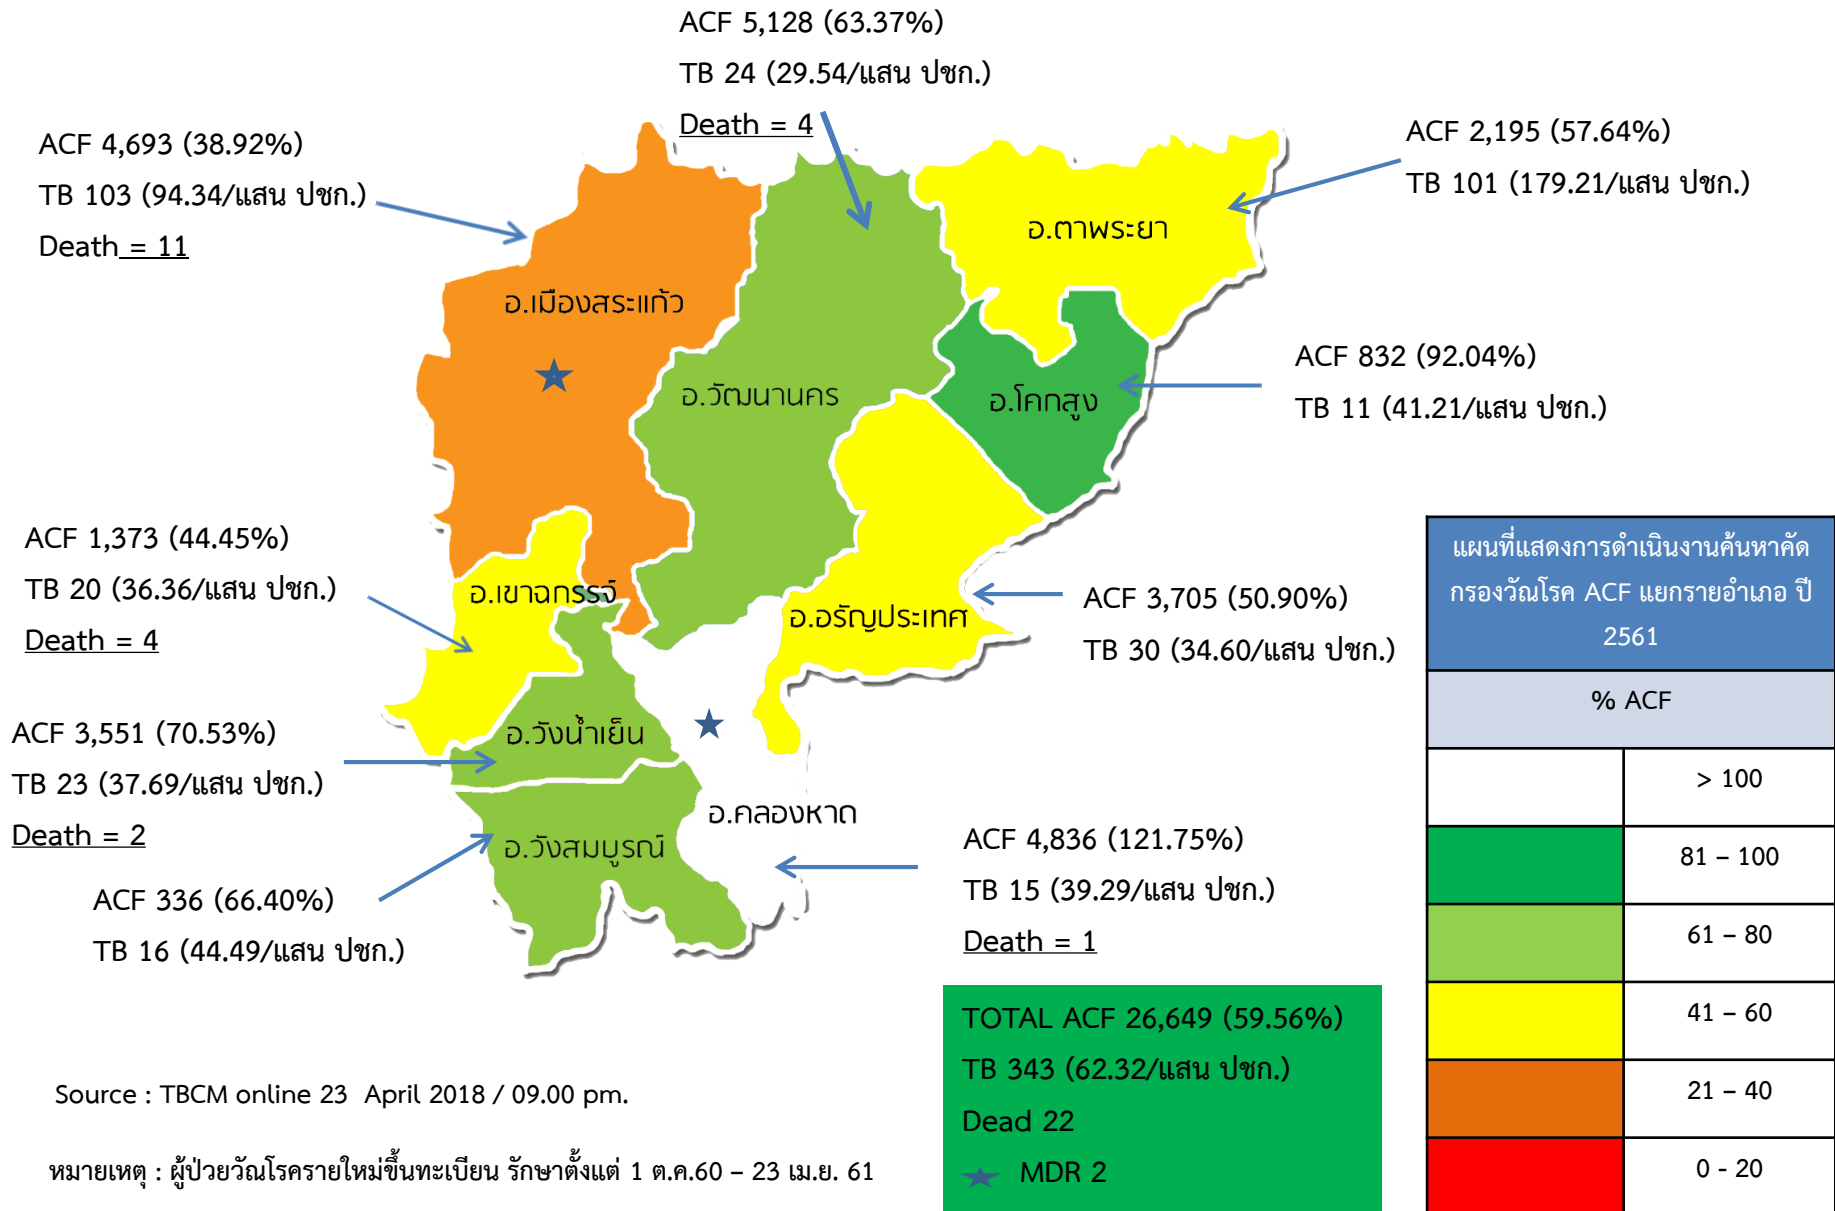 ACF 5,128 (63.37%)
TB 24 (29.54/แสน ปชก.)
Death = 4
ACF 4,693 (38.92%)
TB 103 (94.34/แสน ปชก.)
Death = 11
ACF 2,195 (57.64%)
TB 101 (179.21/แสน ปชก.)
อ.ตาพระยา
อ.เมืองสระแก้ว
อ.วัฒนานคร
อ.โคกสูง
ACF 832 (92.04%)
TB 11 (41.21/แสน ปชก.)
ACF 1,373 (44.45%)
TB 20 (36.36/แสน ปชก.)
Death = 4
อ.เขาฉกรรจ์
อ.อรัญประเทศ
ACF 3,705 (50.90%)
TB 30 (34.60/แสน ปชก.)
ACF 3,551 (70.53%)
TB 23 (37.69/แสน ปชก.)
Death = 2
อ.วังน้ำเย็น
อ.คลองหาด
อ.วังสมบูรณ์
ACF 336 (66.40%)
TB 16 (44.49/แสน ปชก.)
ACF 4,836 (121.75%)
TB 15 (39.29/แสน ปชก.)
Death = 1
แผนที่แสดงการดำเนินงานค้นหาคัด
กรองวัณโรค ACF แยกรายอำเภอ ปี
2561
% ACF
> 100
81 – 100
61 – 80
41 – 60
21 – 40
0 - 20
TOTAL ACF 26,649 (59.56%)
TB 343 (62.32/แสน ปชก.)
Dead 22
MDR 2
Source : TBCM online 23 April 2018 / 09.00 pm.
หมายเหตุ : ผู้ป่วยวัณโรครายใหม่ขึ้นทะเบียน รักษาตั้งแต่ 1 ต.ค.60 – 23 เม.ย. 61